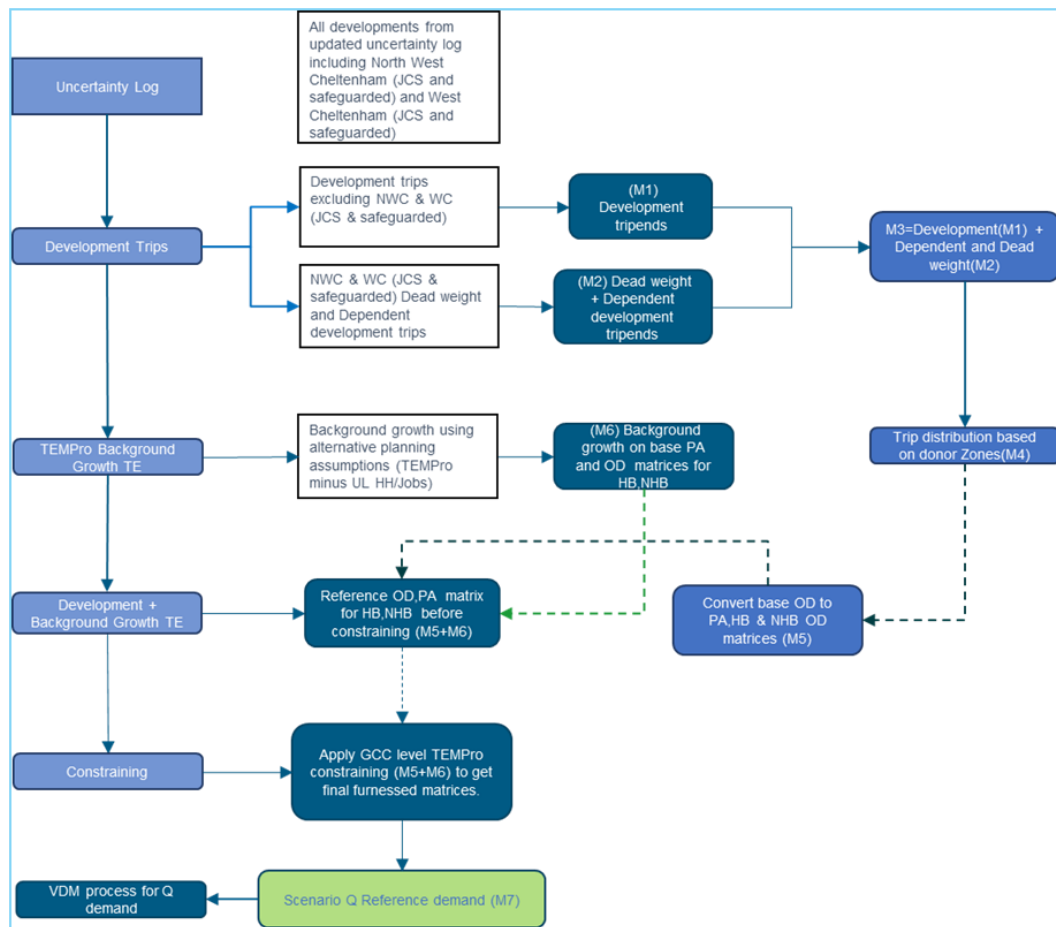 All developments from
updated uncertainty log
including North West
Cheltenham (JCS and
safeguarded) and West
Cheltenham (JCS and
safeguarded)
Uncertainty Log
Development trips
excluding NWC & WC
(JCS & safeguarded)
(M1)
Development
tripends
Development Trips
M3=Development(M1) +
Dependent and Dead
weight(M2)
NWC & WC (JCS &
safeguarded) Dead weight
and Dependent
development trips
(M2) Dead weight
+ Dependent
development
tripends
TEMPro Background
Growth TE
Background growth using
alternative planning
assumptions (TEMPro
minus UL HH/Jobs)
(M6) Background
growth on base PA
and OD matrices for
HB,NHB
Trip distribution based
on donor Zones(M4)
Development +
Background Growth TE
Reference OD,PA matrix
for HB,NHB before
constraining (M5+M6)
Convert base OD to
PA,HB & NHB OD
matrices (M5)
Constraining
Apply GCC level TEMPro
constraining (M5+M6) to get
final furnessed matrices.
VDM process for Q
demand
Scenario Q Reference demand (M7)